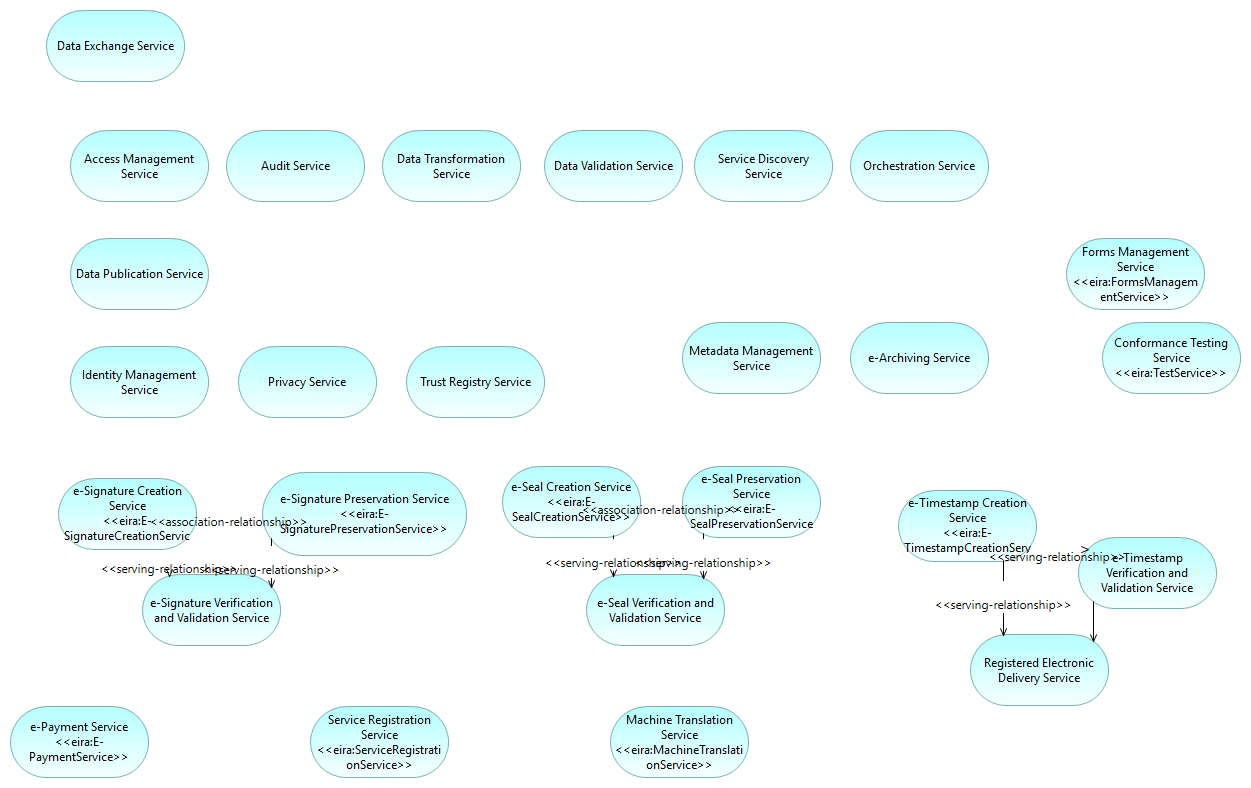 Data Exchange Service
Access Management
Service
Audit Service
Data Transformation
Service
Data Validation Service
Service Discovery
Service
Orchestration Service
Data Publication Service
Forms Management
Service
<<eira:FormsManagem
entService>>
Identity Management
Service
Privacy Service
Trust Registry Service
Metadata Management
Service
e-Archiving Service
Conformance Testing
Service
<<eira:TestService>>
e-Signature Creation
Service
<<eira:E-
SignatureCreationServic
<<association-relationship>>
e-Signature Preservation Service
<<eira:E-
SignaturePreservationService>>
e-Seal Creation Service
<<eira:E-
SealCreationService>>
<<association-relationship>>
e-Seal Preservation
Service
<<eira:E-
SealPreservationService
e-Timestamp Creation
Service
<<eira:E-
TimestampCreationServ
<<serving-relationship>>
e-Timestamp
Verification and
Validation Service
<<serving-relationship>>
<<serving-relationship>>
e-Signature Verification
and Validation Service
<<serving-relationship>>
<<serving-relationship>>
e-Seal Verification and
Validation Service
<<serving-relationship>>
Registered Electronic
Delivery Service
e-Payment Service
<<eira:E-
PaymentService>>
Service Registration
Service
<<eira:ServiceRegistrati
onService>>
Machine Translation
Service
<<eira:MachineTranslati
onService>>